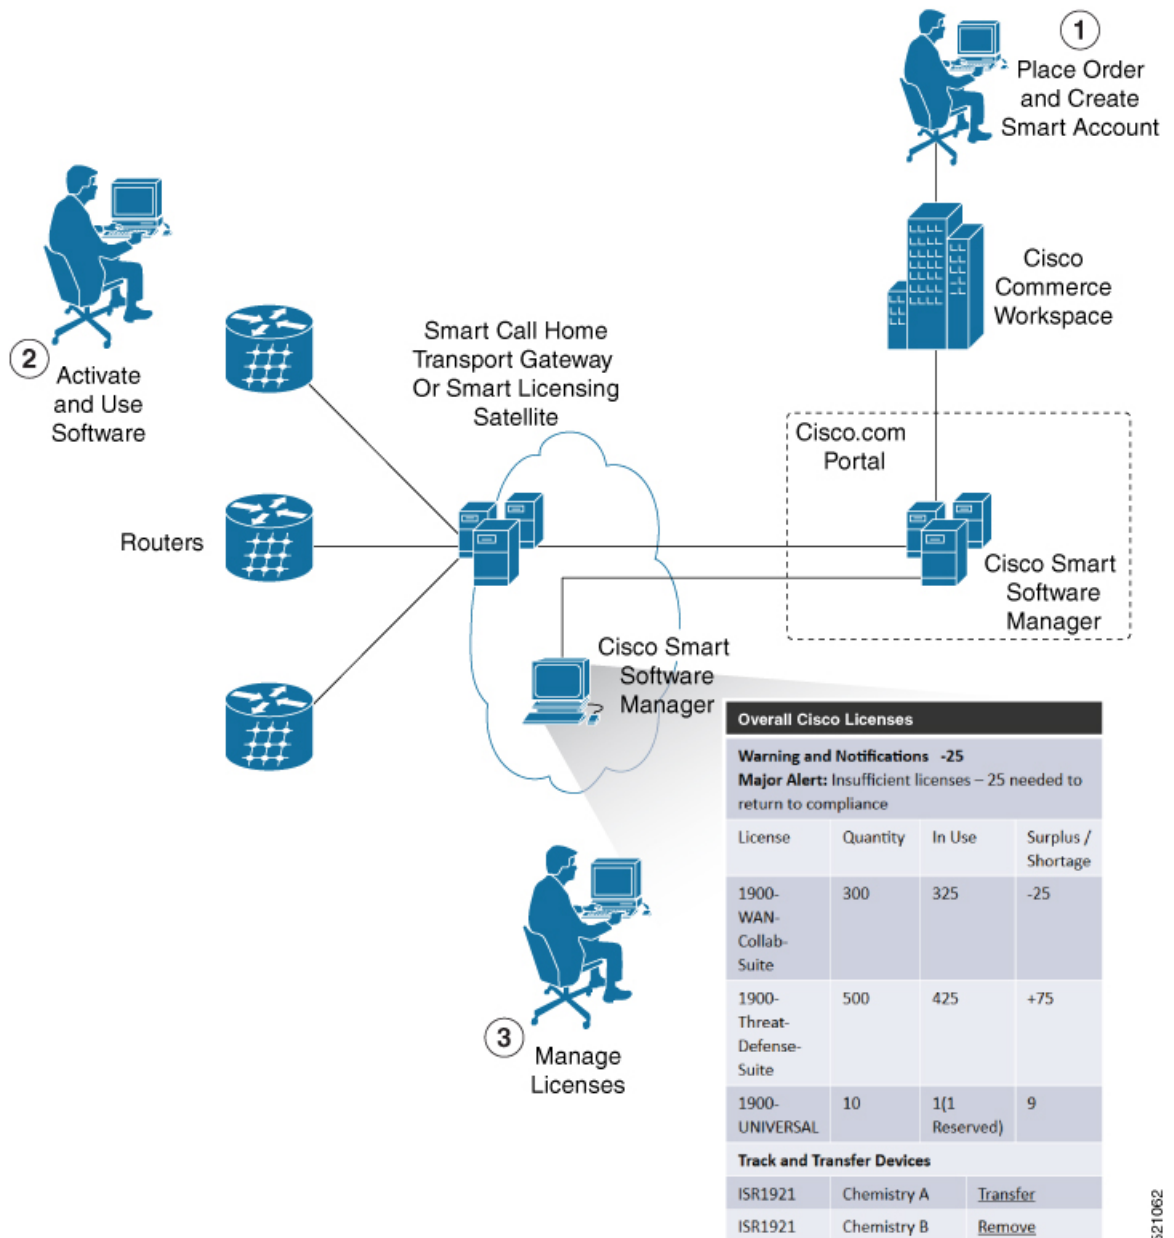 1
Place Order
and Create
Smart Account
Cisco
Commerce
Workspace
2
Activate
and Use
Software
Routers
Smart Call Home
Transport Gateway
Or Smart Licensing
Satellite
Cisco.com
Portal
Cisco Smart
Software
Manager
Cisco Smart
Software
Manager
3
Manage
Licenses
Overall Cisco Licenses
Warning and Notifications -25
Major Alert: Insufficient licenses – 25 needed to
return to compliance
License Quantity In Use Surplus /
Shortage
1900- 300 325 -25
WAN-
Collab-
Suite
1900- 500 425 +75
Threat-
Defense-
Suite
1900- 10 1(1 9
UNIVERSAL Reserved)
Track and Transfer Devices
ISR1921 Chemistry A Transfer
ISR1921 Chemistry B Remove
521062